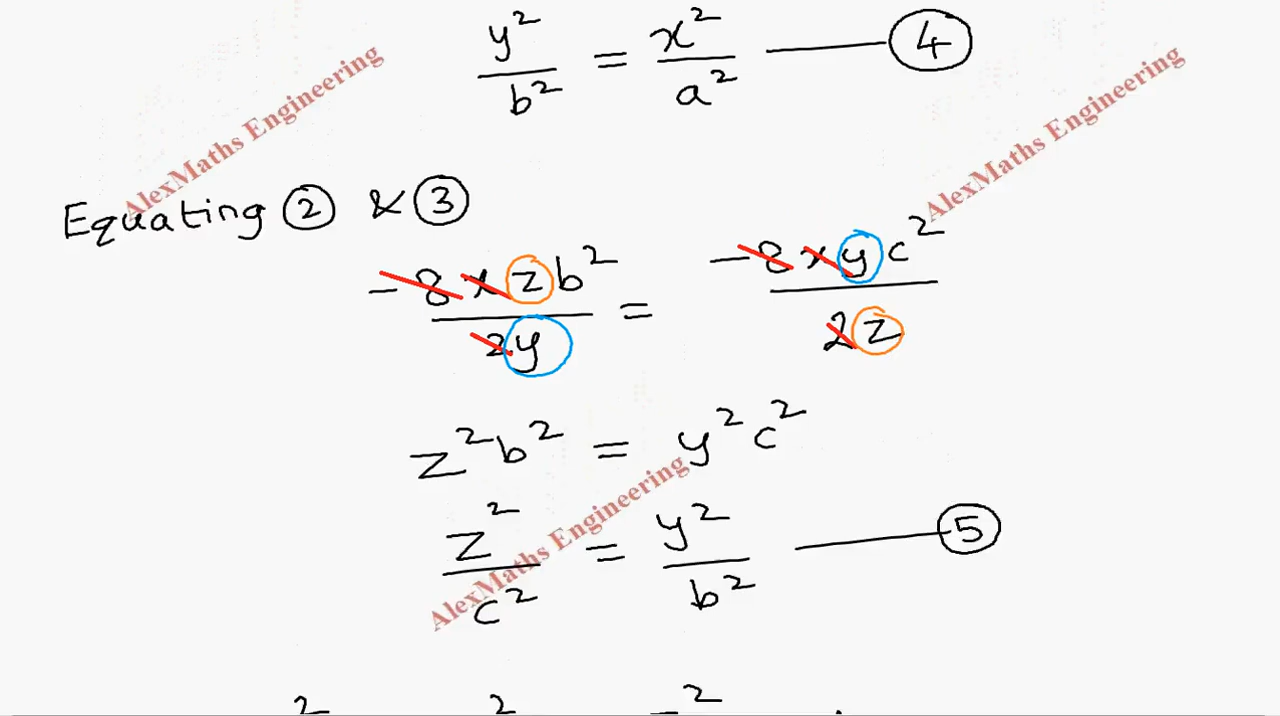 y²/b² = x²/a² —— ④
AlexMaths Engineering
AlexMaths Engineering
Equating ② & ③
-8xzb²/2y = -8xyc²/2z
z²b² = y²c²
z²/c² = y²/b² —— ⑤
AlexMaths Engineering